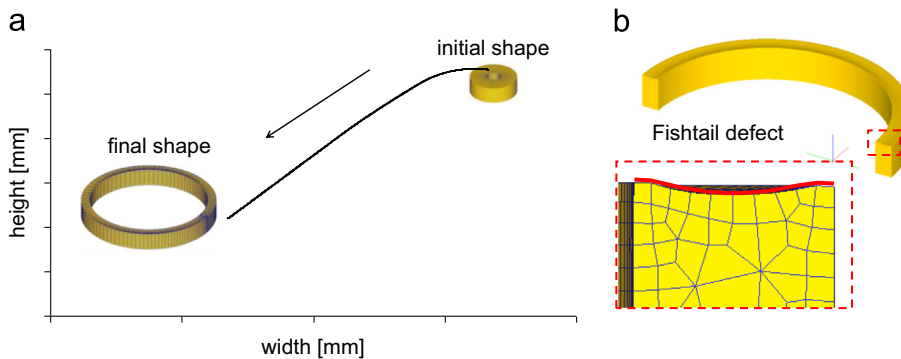 a
initial shape
final shape
height [mm]
width [mm]
b
Fishtail defect